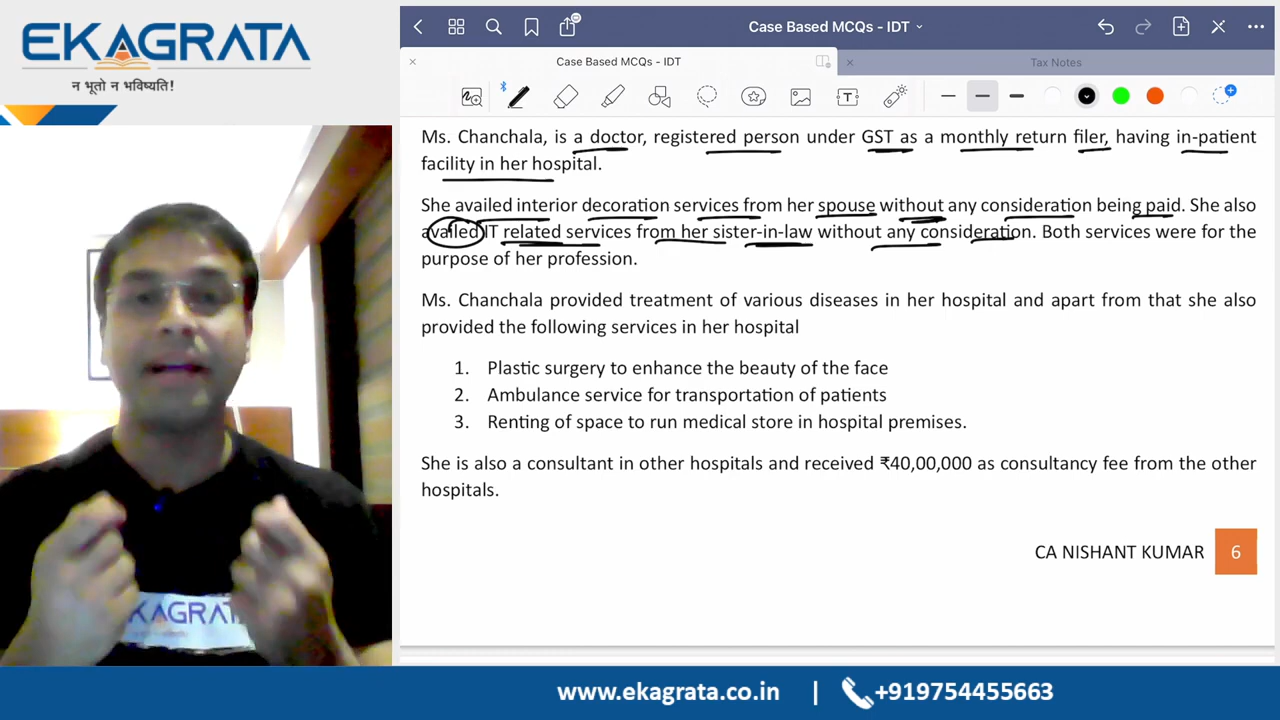 EKAGRATA
न भूतो न भविष्यति!
Case Based MCQs - IDT
Case Based MCQs - IDT
Tax Notes
Ms. Chanchala, is a doctor, registered person under GST as a monthly return filer, having in-patient
facility in her hospital.
She availed interior decoration services from her spouse without any consideration being paid. She also
availed IT related services from her sister-in-law without any consideration. Both services were for the
purpose of her profession.
Ms. Chanchala provided treatment of various diseases in her hospital and apart from that she also
provided the following services in her hospital
1. Plastic surgery to enhance the beauty of the face
2. Ambulance service for transportation of patients
3. Renting of space to run medical store in hospital premises.
She is also a consultant in other hospitals and received ₹40,00,000 as consultancy fee from the other
hospitals.
CA NISHANT KUMAR 6
EKAGRATA
www.ekagrata.co.in | +919754455663